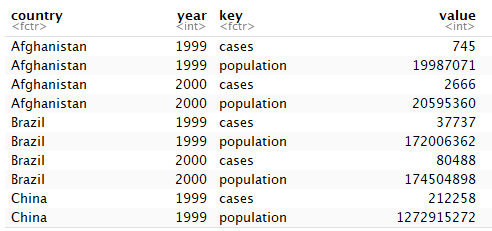 country year key value
<fctr> <int> <fctr> <int>
Afghanistan 1999 cases 745
Afghanistan 1999 population 19987071
Afghanistan 2000 cases 2666
Afghanistan 2000 population 20595360
Brazil 1999 cases 37737
Brazil 1999 population 172006362
Brazil 2000 cases 80488
Brazil 2000 population 174504898
China 1999 cases 212258
China 1999 population 1272915272